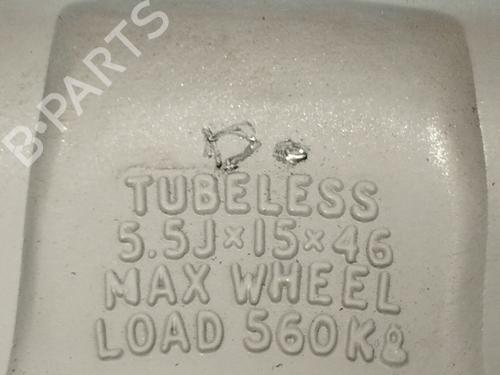 B-PARTS
D.
TUBELESS
5.5J×15×46
MAX WHEEL
LOAD 560Kg